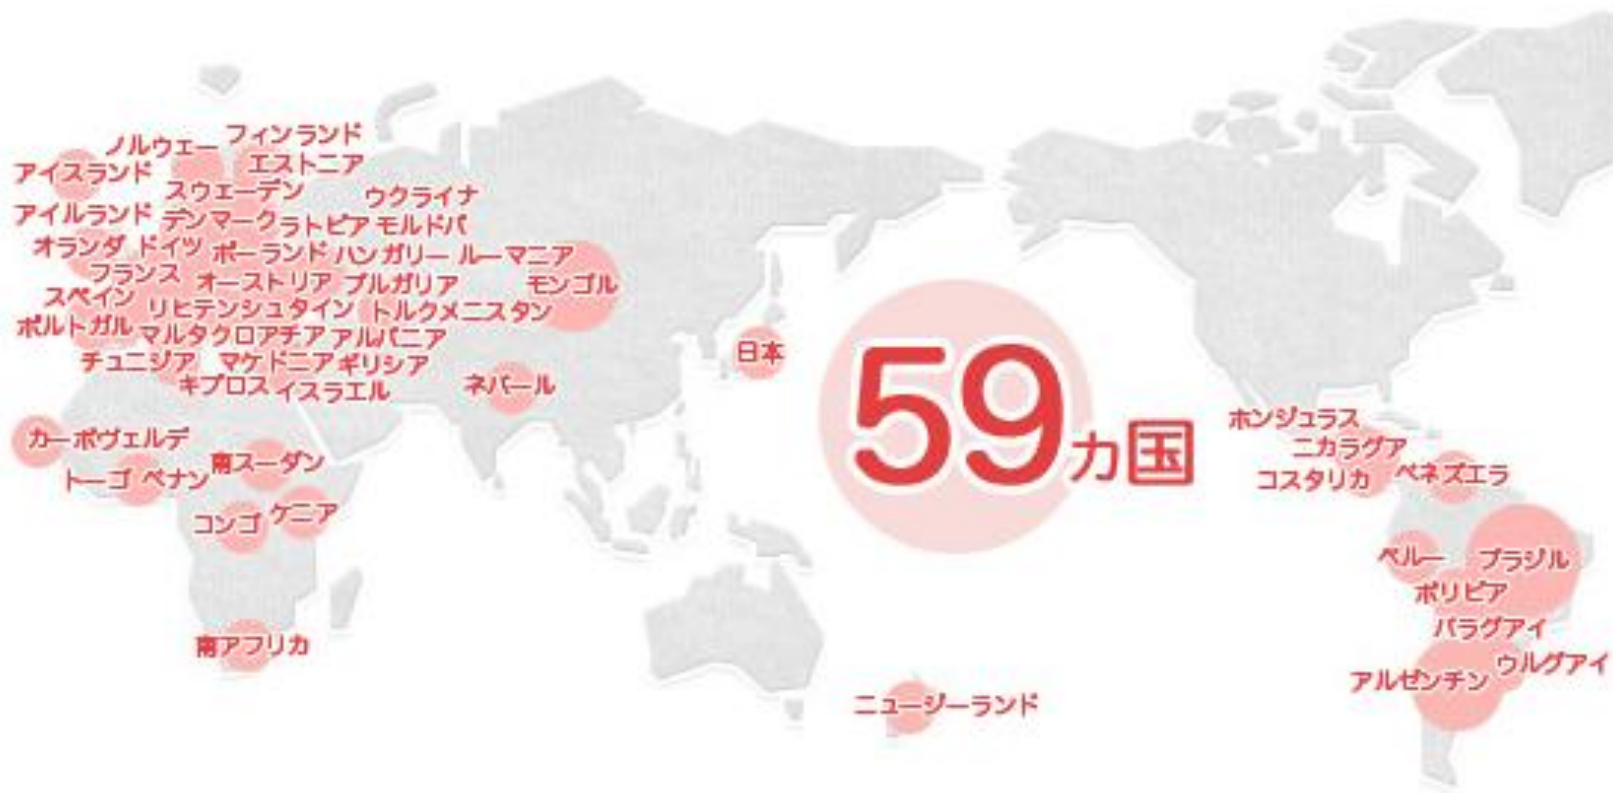 ノルウェー フィンランド
アイスランド エストニア
スウェーデン ウクライナ
アイルランド デンマーク ラトビア モルドバ
オランダ ドイツ ポーランド ハンガリー ルーマニア
フランス オーストリア ブルガリア モンゴル
スペイン リヒテンシュタイン トルクメニスタン
ポルトガル マルタ クロアチア アルバニア
チュニジア マケドニア ギリシア
キプロス イスラエル ネパール
日本
59カ国
カーボヴェルデ
トーゴ ベナン 南スーダン
コンゴ ケニア
南アフリカ
ニュージーランド
ホンジュラス
ニカラグア
コスタリカ ベネズエラ
ペルー ブラジル
ボリビア
パラグアイ
アルゼンチン ウルグアイ